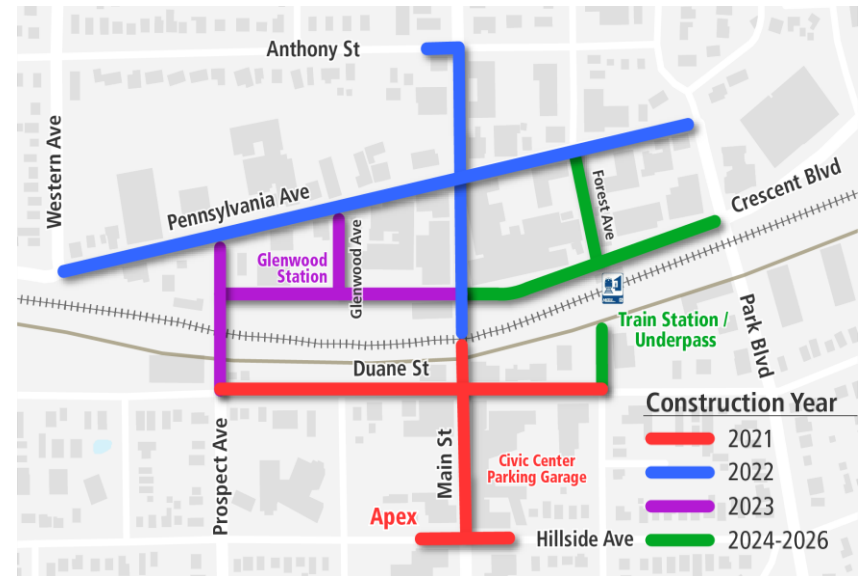 Anthony St
Western Ave
Pennsylvania Ave
Forest Ave
Crescent Blvd
Glenwood
Station
Glenwood Ave
Train Station /
Underpass
Park Blvd
Duane St
Construction Year
2021
2022
2023
2024-2026
Prospect Ave
Main St
Civic Center
Parking Garage
Apex
Hillside Ave